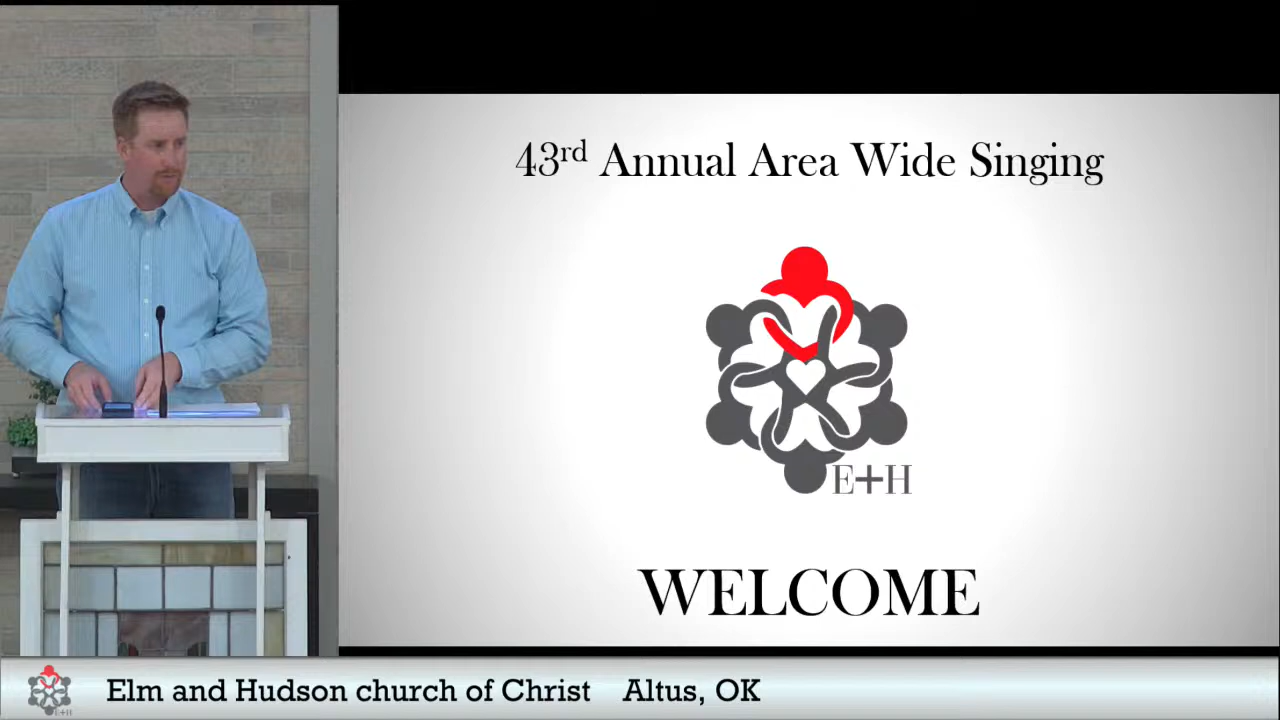 43rd Annual Area Wide Singing
E+H
WELCOME
Elm and Hudson church of Christ Altus, OK
E+H